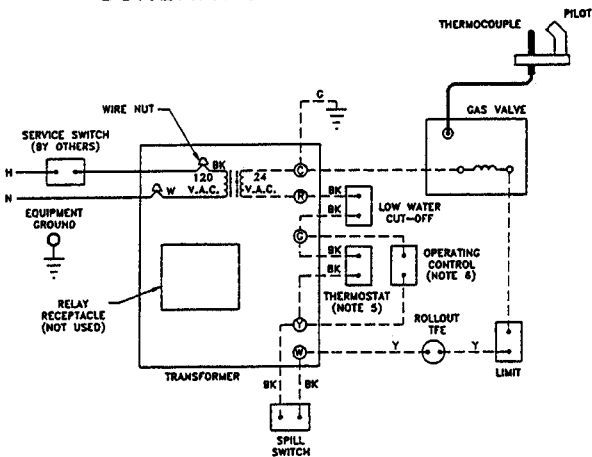 PILOT
THERMOCOUPLE
G
GAS VALVE
WIRE NUT
SERVICE SWITCH
(BY OTHERS)
H
BK
120
V.A.C.
24
V.A.C.
C
N
W
R
BK
BK
LOW WATER
CUT-OFF
EQUIPMENT
GROUND
G
BK
BK
OPERATING
CONTROL
(NOTE 6)
THERMOSTAT
(NOTE 5)
RELAY
RECEPTACLE
(NOT USED)
Y
ROLLOUT
TFE
W
Y
Y
LIMIT
TRANSFORMER
BK
BK
SPILL
SWITCH